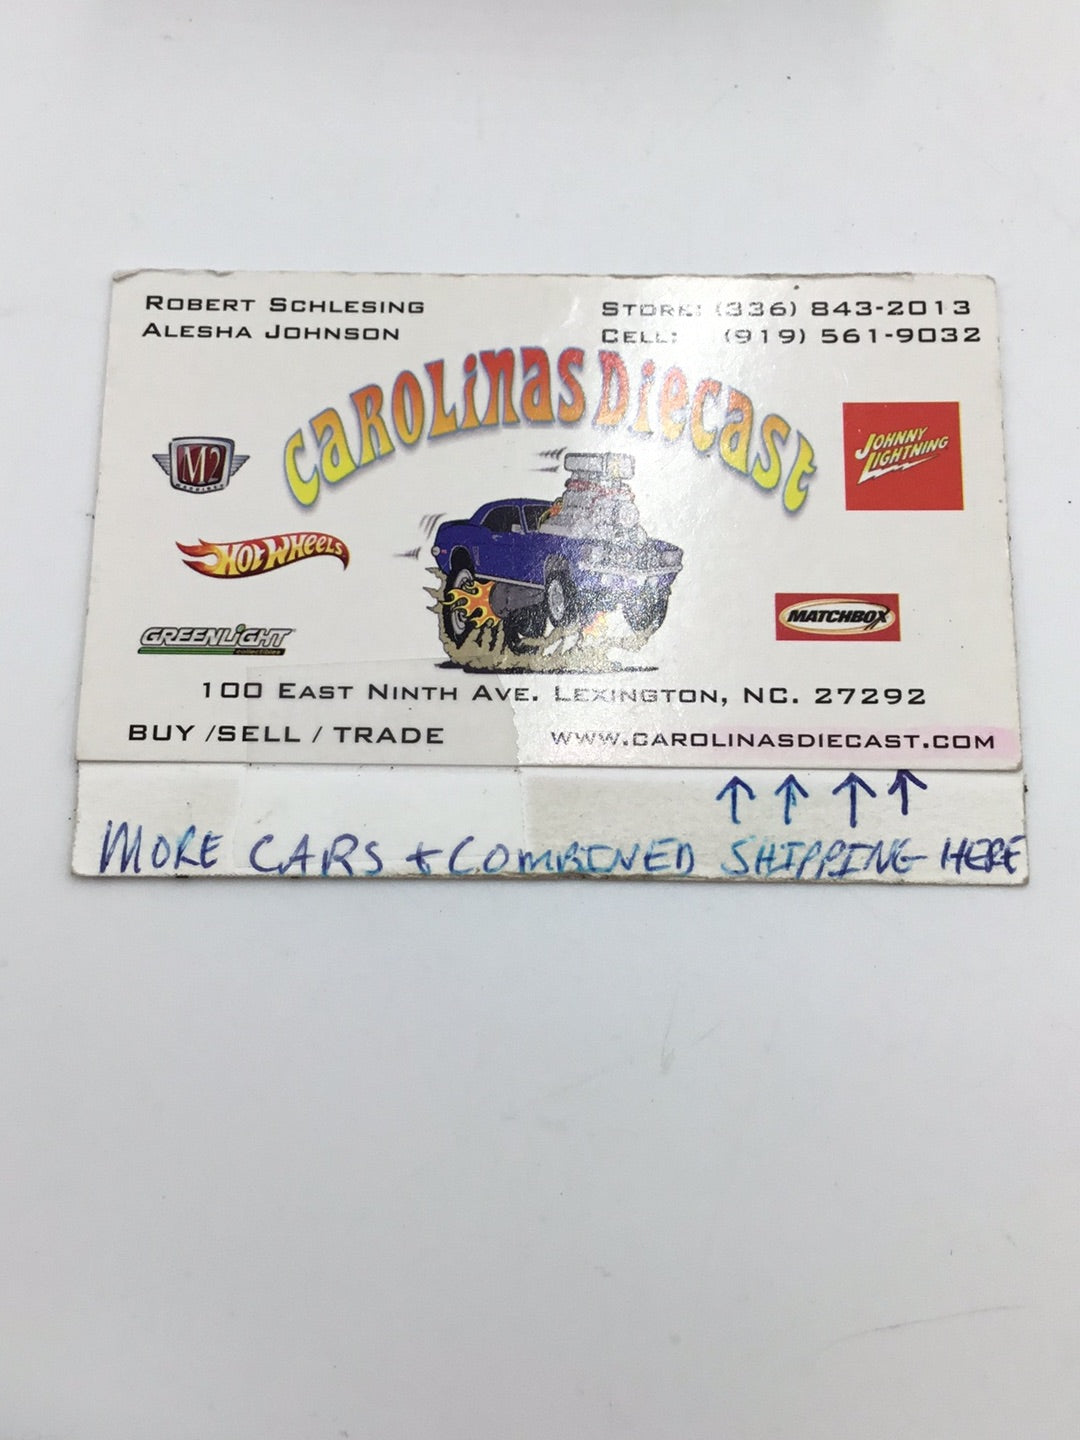 ROBERT SCHLESING
ALESHA JOHNSON
STORE: (336) 843-2013
CELL: (919) 561-9032
CAROLINAS DIECAST
M2
MACHINES
JOHNNY
LIGHTNING
HOT WHEELS
MATCHBOX
GREENLIGHT
collectibles
100 EAST NINTH AVE. LEXINGTON, NC. 27292
BUY /SELL / TRADE
WWW.CAROLINASDIECAST.COM
MORE CARS + COMBINED SHIPPING HERE